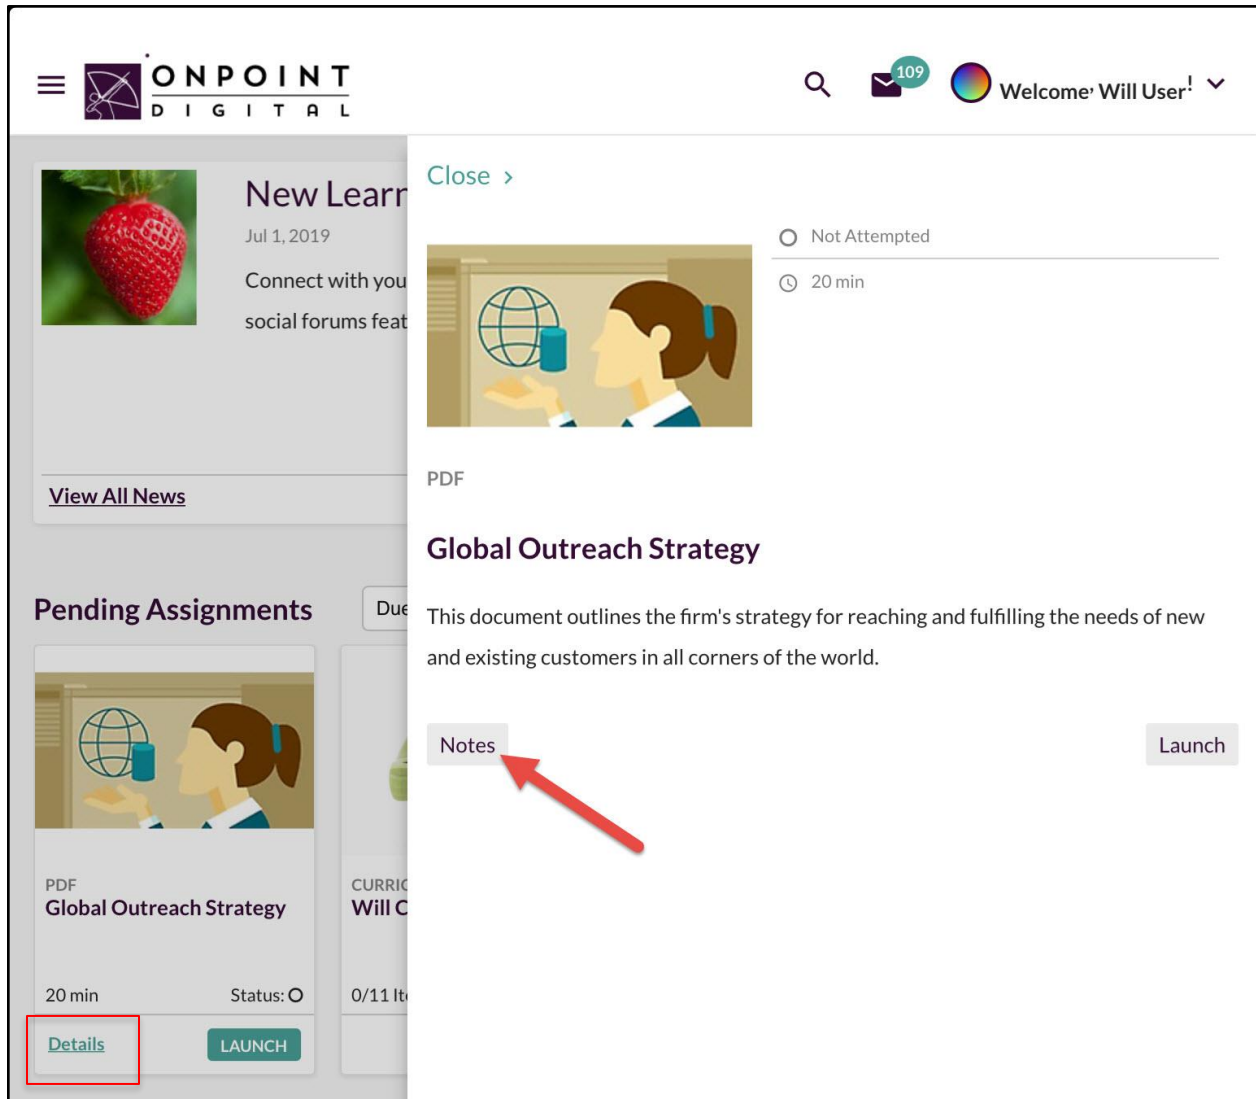 ONPOINT
DIGITAL
109
Welcome, Will User!
New Learn
Jul 1, 2019
Connect with you
social forums feat
View All News
Pending Assignments
Due
PDF
Global Outreach Strategy
20 min
Status:
Details
LAUNCH
CURRIC
Will C
0/11 Ite
Close >
Not Attempted
20 min
PDF
Global Outreach Strategy
This document outlines the firm's strategy for reaching and fulfilling the needs of new
and existing customers in all corners of the world.
Notes
Launch